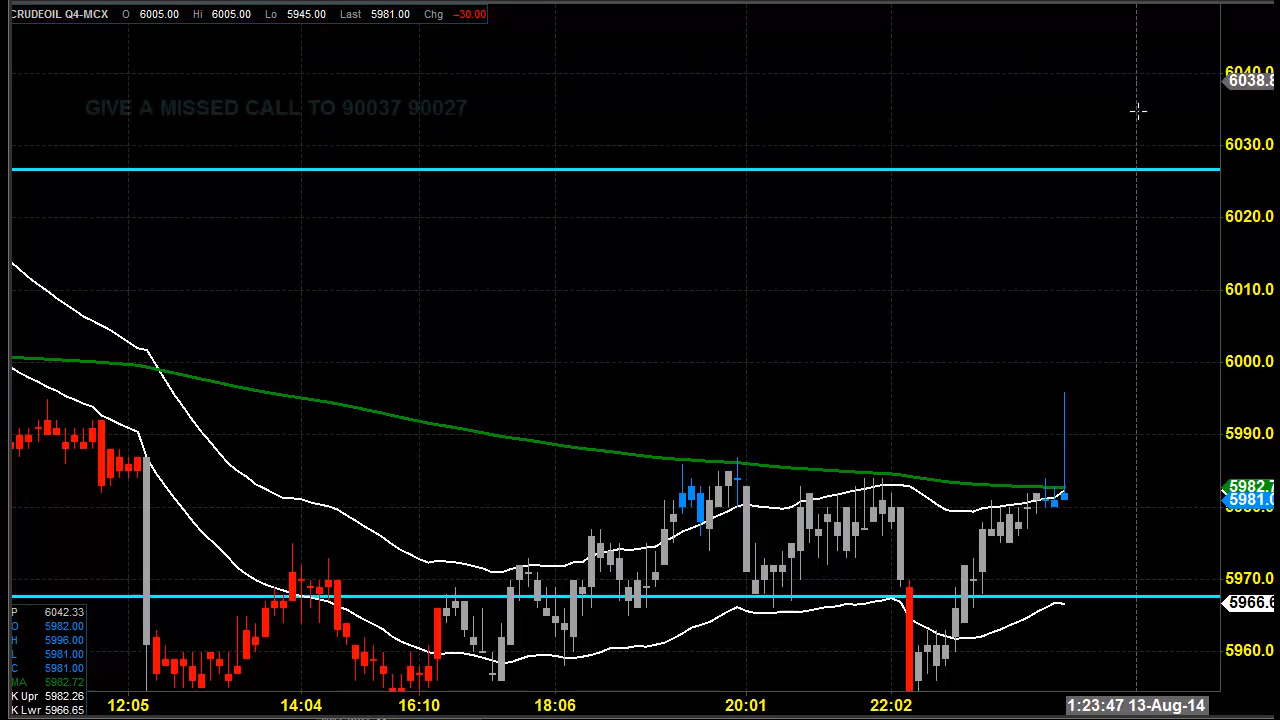 CRUDEOIL Q4-MCX O 6005.00 Hi 6005.00 Lo 5945.00 Last 5981.00 Chg -30.00
6040.0
6038.8
GIVE A MISSED CALL TO 90037 90027
6030.0
6020.0
6010.0
6000.0
5990.0
5982.7
5981.0
5970.0
5966.6
P 6042.33
O 5982.00
H 5996.00
L 5981.00
C 5981.00
MA 5982.72
K Upr 5982.26
K Lwr 5966.65
5960.0
12:05 14:04 16:10 18:06 20:01 22:02 1:23:47 13-Aug-14